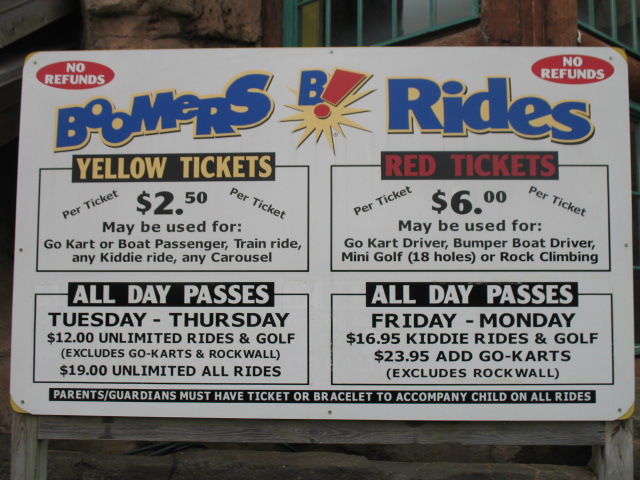 NO
REFUNDS
BOOMERS B! Rides
NO
REFUNDS
YELLOW TICKETS
Per Ticket $2.50 Per Ticket
May be used for:
Go Kart or Boat Passenger, Train ride,
any Kiddie ride, any Carousel
RED TICKETS
Per Ticket $6.00 Per Ticket
May be used for:
Go Kart Driver, Bumper Boat Driver,
Mini Golf (18 holes) or Rock Climbing
ALL DAY PASSES
TUESDAY - THURSDAY
$12.00 UNLIMITED RIDES & GOLF
(EXCLUDES GO-KARTS & ROCKWALL)
$19.00 UNLIMITED ALL RIDES
ALL DAY PASSES
FRIDAY - MONDAY
$16.95 KIDDIE RIDES & GOLF
$23.95 ADD GO-KARTS
(EXCLUDES ROCKWALL)
PARENTS/GUARDIANS MUST HAVE TICKET OR BRACELET TO ACCOMPANY CHILD ON ALL RIDES